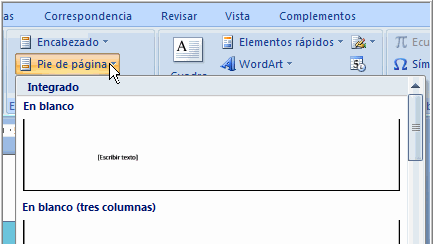 as Correspondencia Revisar Vista Complementos
Encabezado A Elementos rápidos π Ecu
Pie de página Cuadro WordArt Ω Sím
Integrado
En blanco
[Escribir texto]
En blanco (tres columnas)